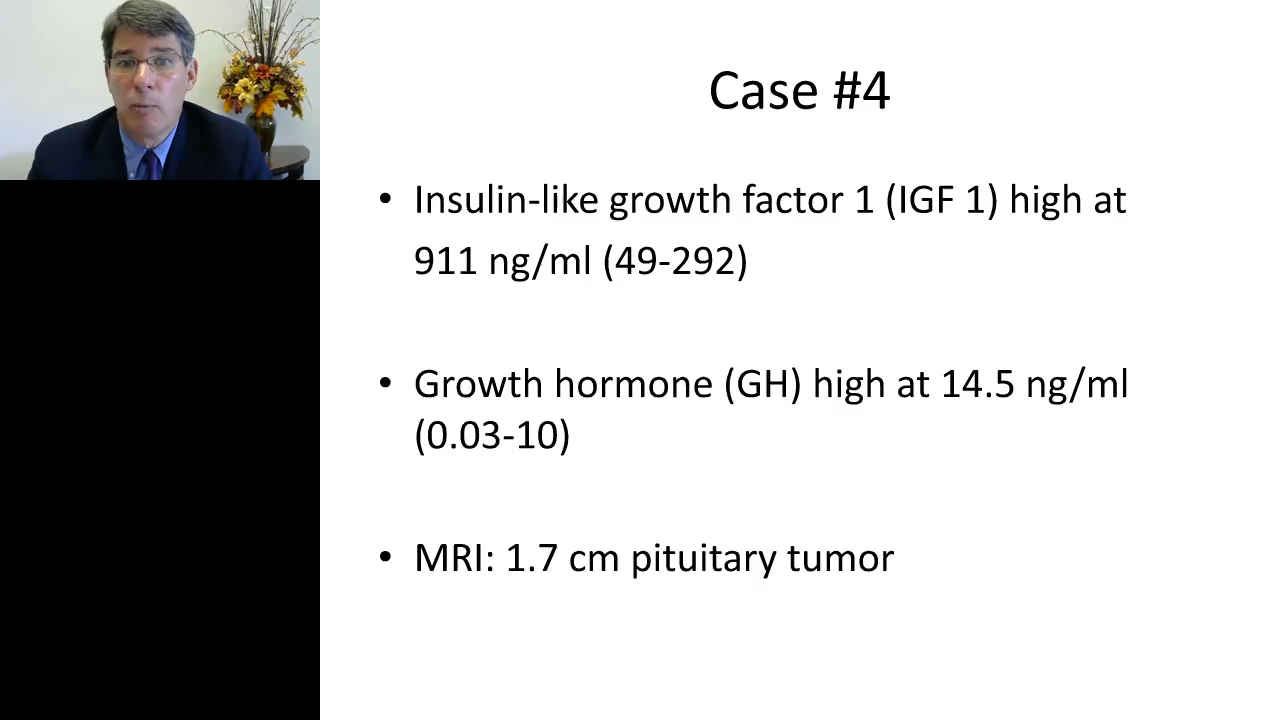 Case #4
• Insulin-like growth factor 1 (IGF 1) high at
911 ng/ml (49-292)
• Growth hormone (GH) high at 14.5 ng/ml
(0.03-10)
• MRI: 1.7 cm pituitary tumor